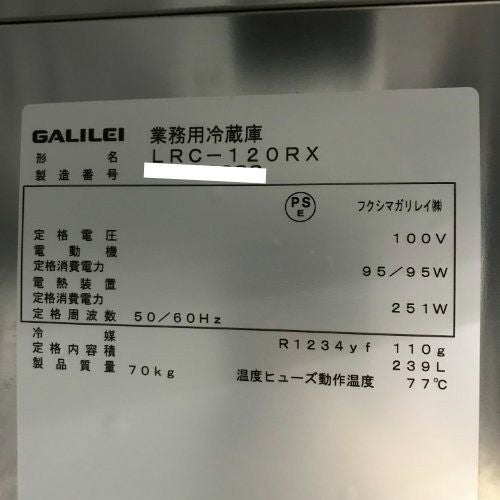 GALILEI 業務用冷蔵庫
形名 LRC-120RX
製造番号
PS E フクシマガリレイ㈱
定格電圧 100V
電動機
定格消費電力 95/95W
電熱装置
定格消費電力 251W
定格周波数 50/60Hz
冷媒 R1234yf 110g
定格内容積 239L
製品質量 70kg 温度ヒューズ動作温度 77℃